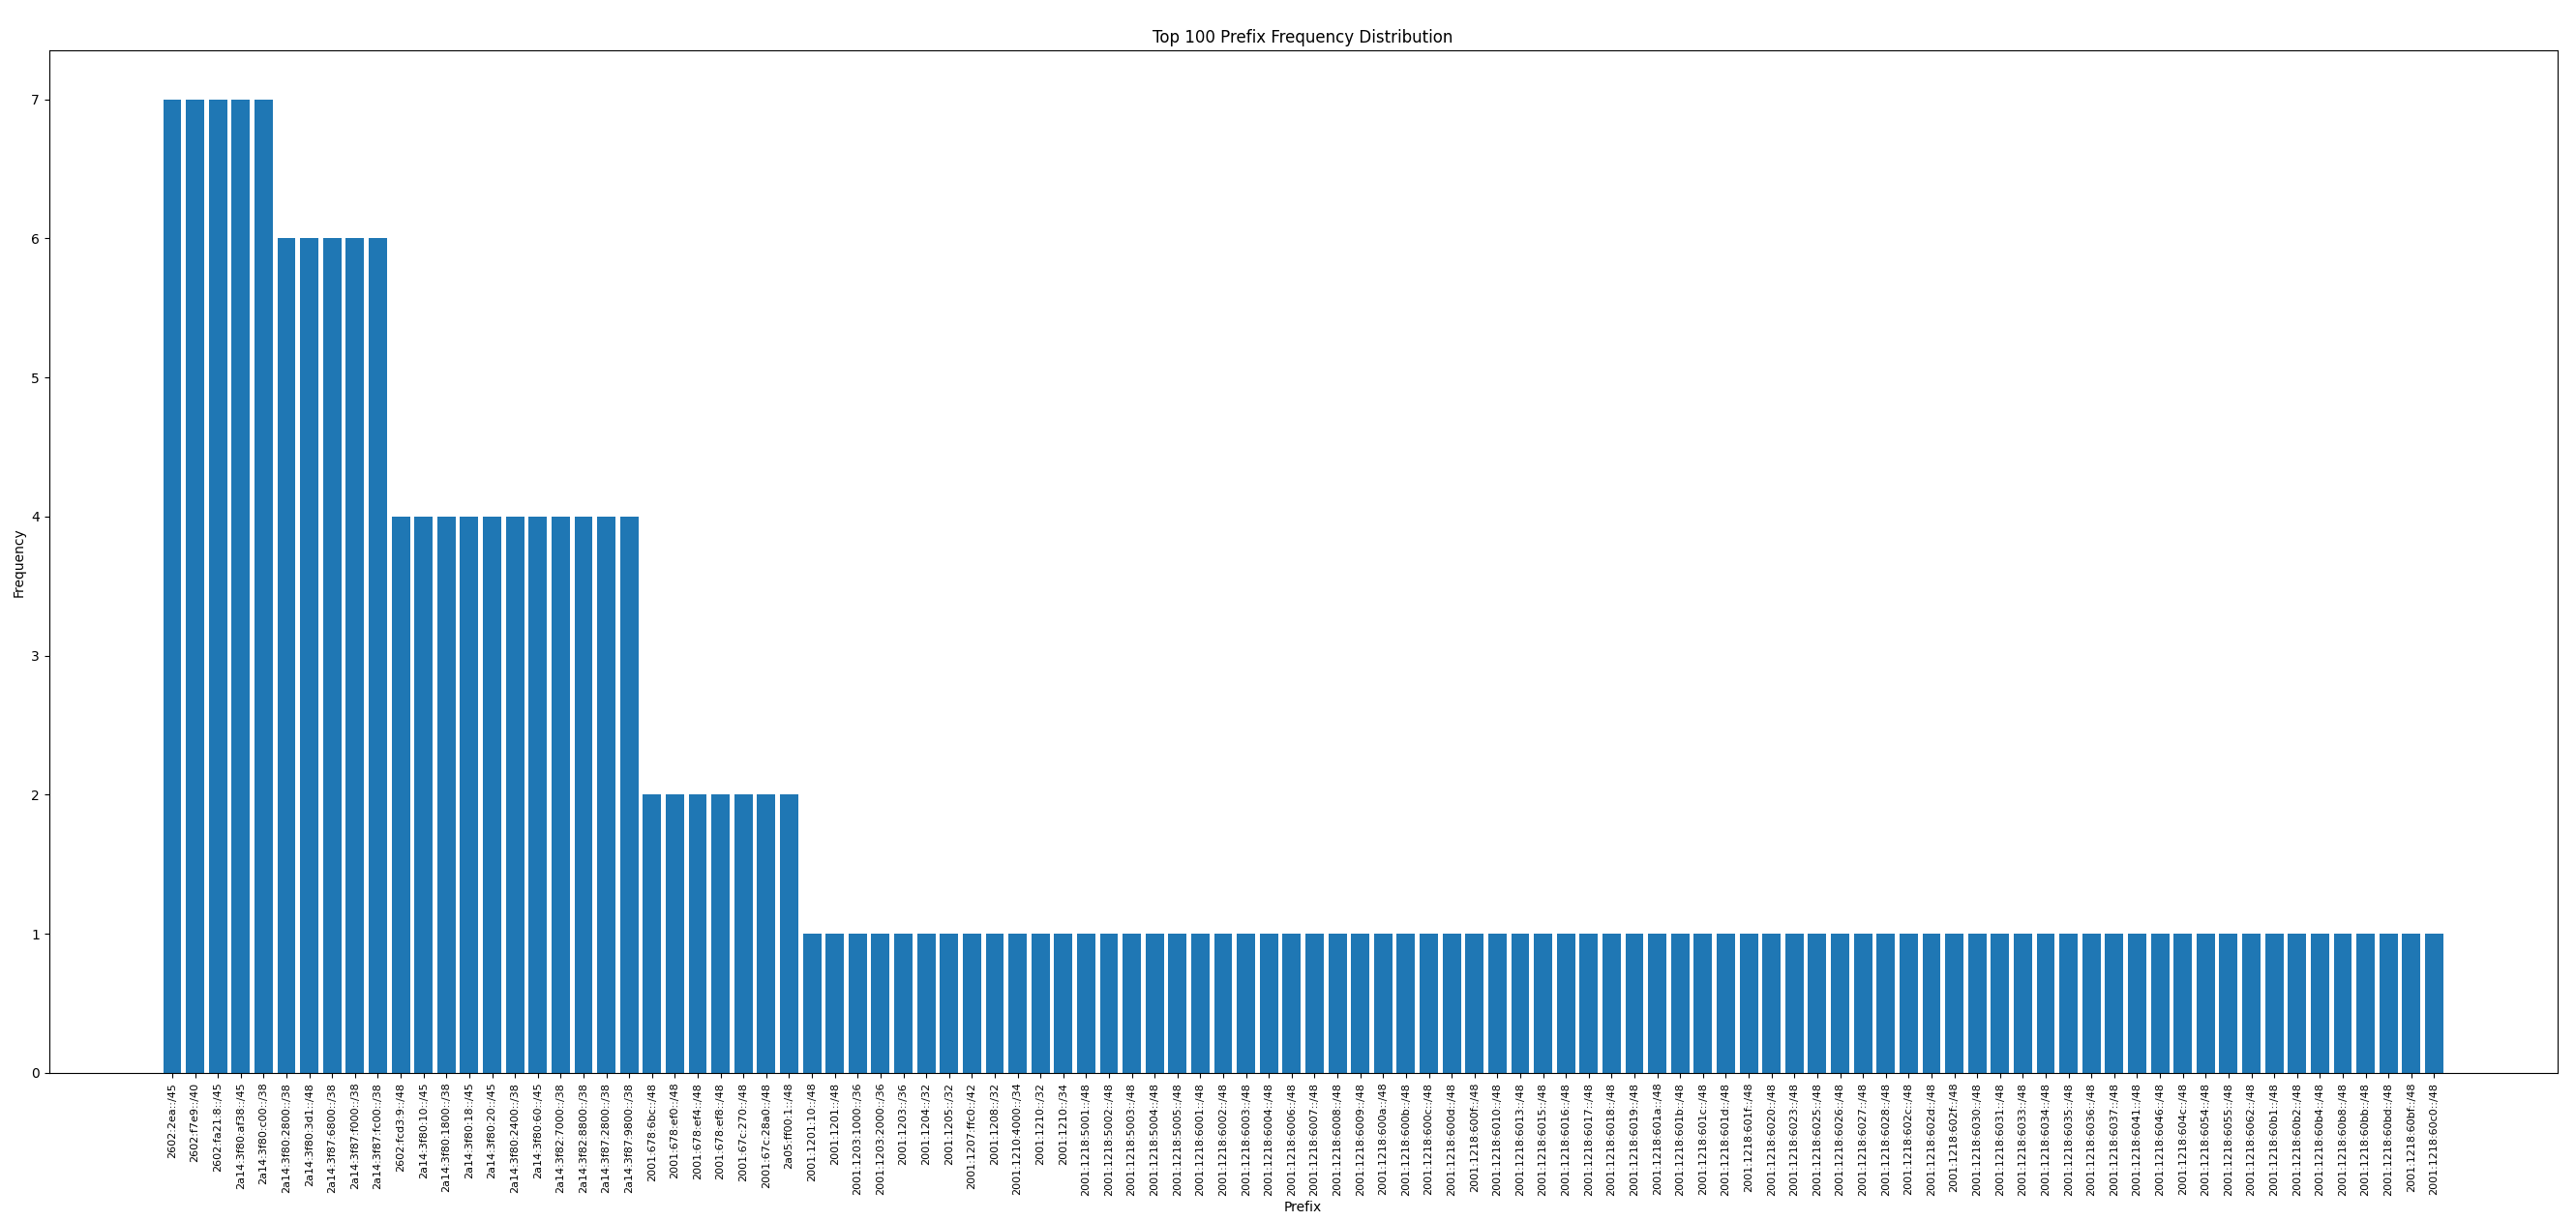 Top 100 Prefix Frequency Distribution
7
6
5
4
3
2
1
0
Frequency
2602:2ea::/45
2602:f7e9::/40
2602:fa21:8::/45
2a14:3f80:af38::/45
2a14:3f80:c00::/38
2a14:3f80:2800::/38
2a14:3f80:3d1::/48
2a14:3f87:6800::/38
2a14:3f87:f000::/38
2a14:3f87:fc00::/38
2602:fcd3:9::/48
2a14:3f80:10::/45
2a14:3f80:1800::/38
2a14:3f80:18::/45
2a14:3f80:20::/45
2a14:3f80:2400::/38
2a14:3f80:60::/45
2a14:3f82:7000::/38
2a14:3f82:8800::/38
2a14:3f87:2800::/38
2a14:3f87:9800::/38
2001:678:6bc::/48
2001:678:ef0::/48
2001:678:ef4::/48
2001:678:ef8::/48
2001:67c:270::/48
2001:67c:28a0::/48
2a05:ff00:1::/48
2001:1201:10::/48
2001:1201::/48
2001:1203:1000::/36
2001:1203:2000::/36
2001:1203::/36
2001:1204::/32
2001:1205::/32
2001:1207:ffc0::/42
2001:1208::/32
2001:1210:4000::/34
2001:1210::/32
2001:1210::/34
2001:1218:5001::/48
2001:1218:5002::/48
2001:1218:5003::/48
2001:1218:5004::/48
2001:1218:5005::/48
2001:1218:6001::/48
2001:1218:6002::/48
2001:1218:6003::/48
2001:1218:6004::/48
2001:1218:6006::/48
2001:1218:6007::/48
2001:1218:6008::/48
2001:1218:6009::/48
2001:1218:600a::/48
2001:1218:600b::/48
2001:1218:600c::/48
2001:1218:600d::/48
2001:1218:600f::/48
2001:1218:6010::/48
2001:1218:6013::/48
2001:1218:6015::/48
2001:1218:6016::/48
2001:1218:6017::/48
2001:1218:6018::/48
2001:1218:6019::/48
2001:1218:601a::/48
2001:1218:601b::/48
2001:1218:601c::/48
2001:1218:601d::/48
2001:1218:601f::/48
2001:1218:6020::/48
2001:1218:6023::/48
2001:1218:6025::/48
2001:1218:6026::/48
2001:1218:6027::/48
2001:1218:6028::/48
2001:1218:602c::/48
2001:1218:602d::/48
2001:1218:602f::/48
2001:1218:6030::/48
2001:1218:6031::/48
2001:1218:6033::/48
2001:1218:6034::/48
2001:1218:6035::/48
2001:1218:6036::/48
2001:1218:6037::/48
2001:1218:6041::/48
2001:1218:6046::/48
2001:1218:604c::/48
2001:1218:6054::/48
2001:1218:6055::/48
2001:1218:6062::/48
2001:1218:60b1::/48
2001:1218:60b2::/48
2001:1218:60b4::/48
2001:1218:60b8::/48
2001:1218:60bb::/48
2001:1218:60bd::/48
2001:1218:60bf::/48
2001:1218:60c0::/48
Prefix